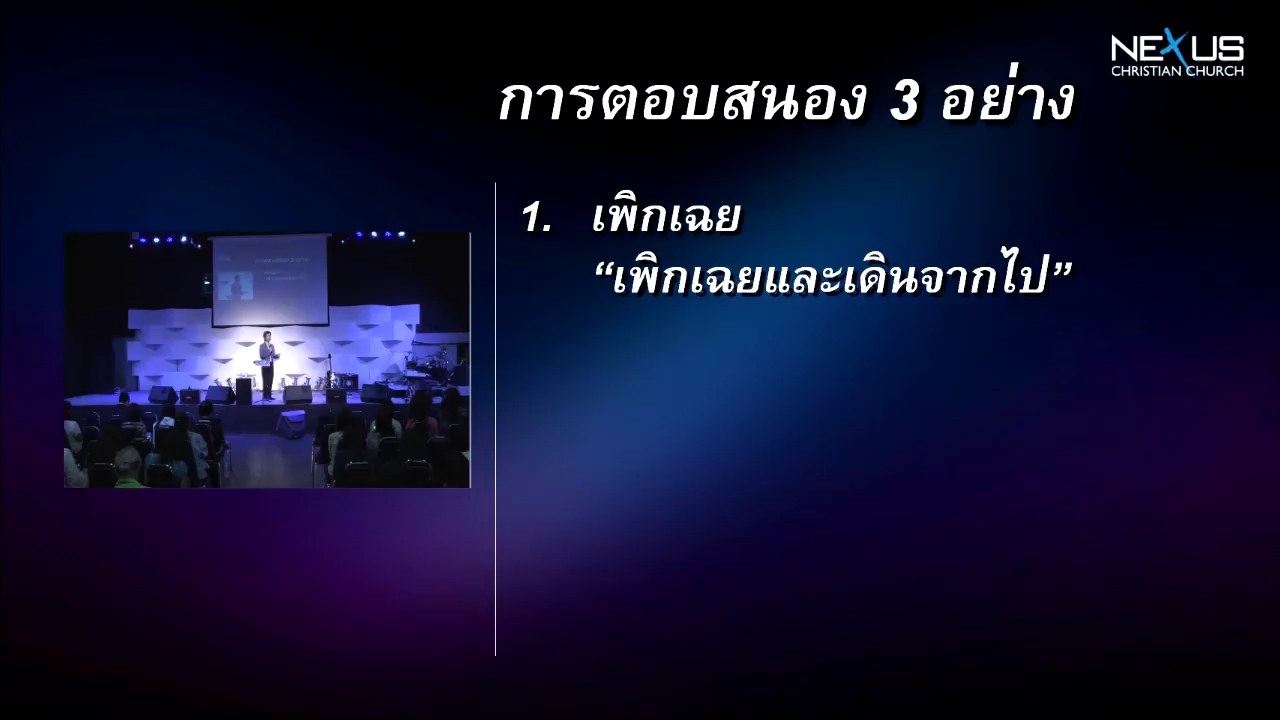 NEXUS
CHRISTIAN CHURCH
การตอบสนอง 3 อย่าง
1. เพิกเฉย
“เพิกเฉยและเดินจากไป”